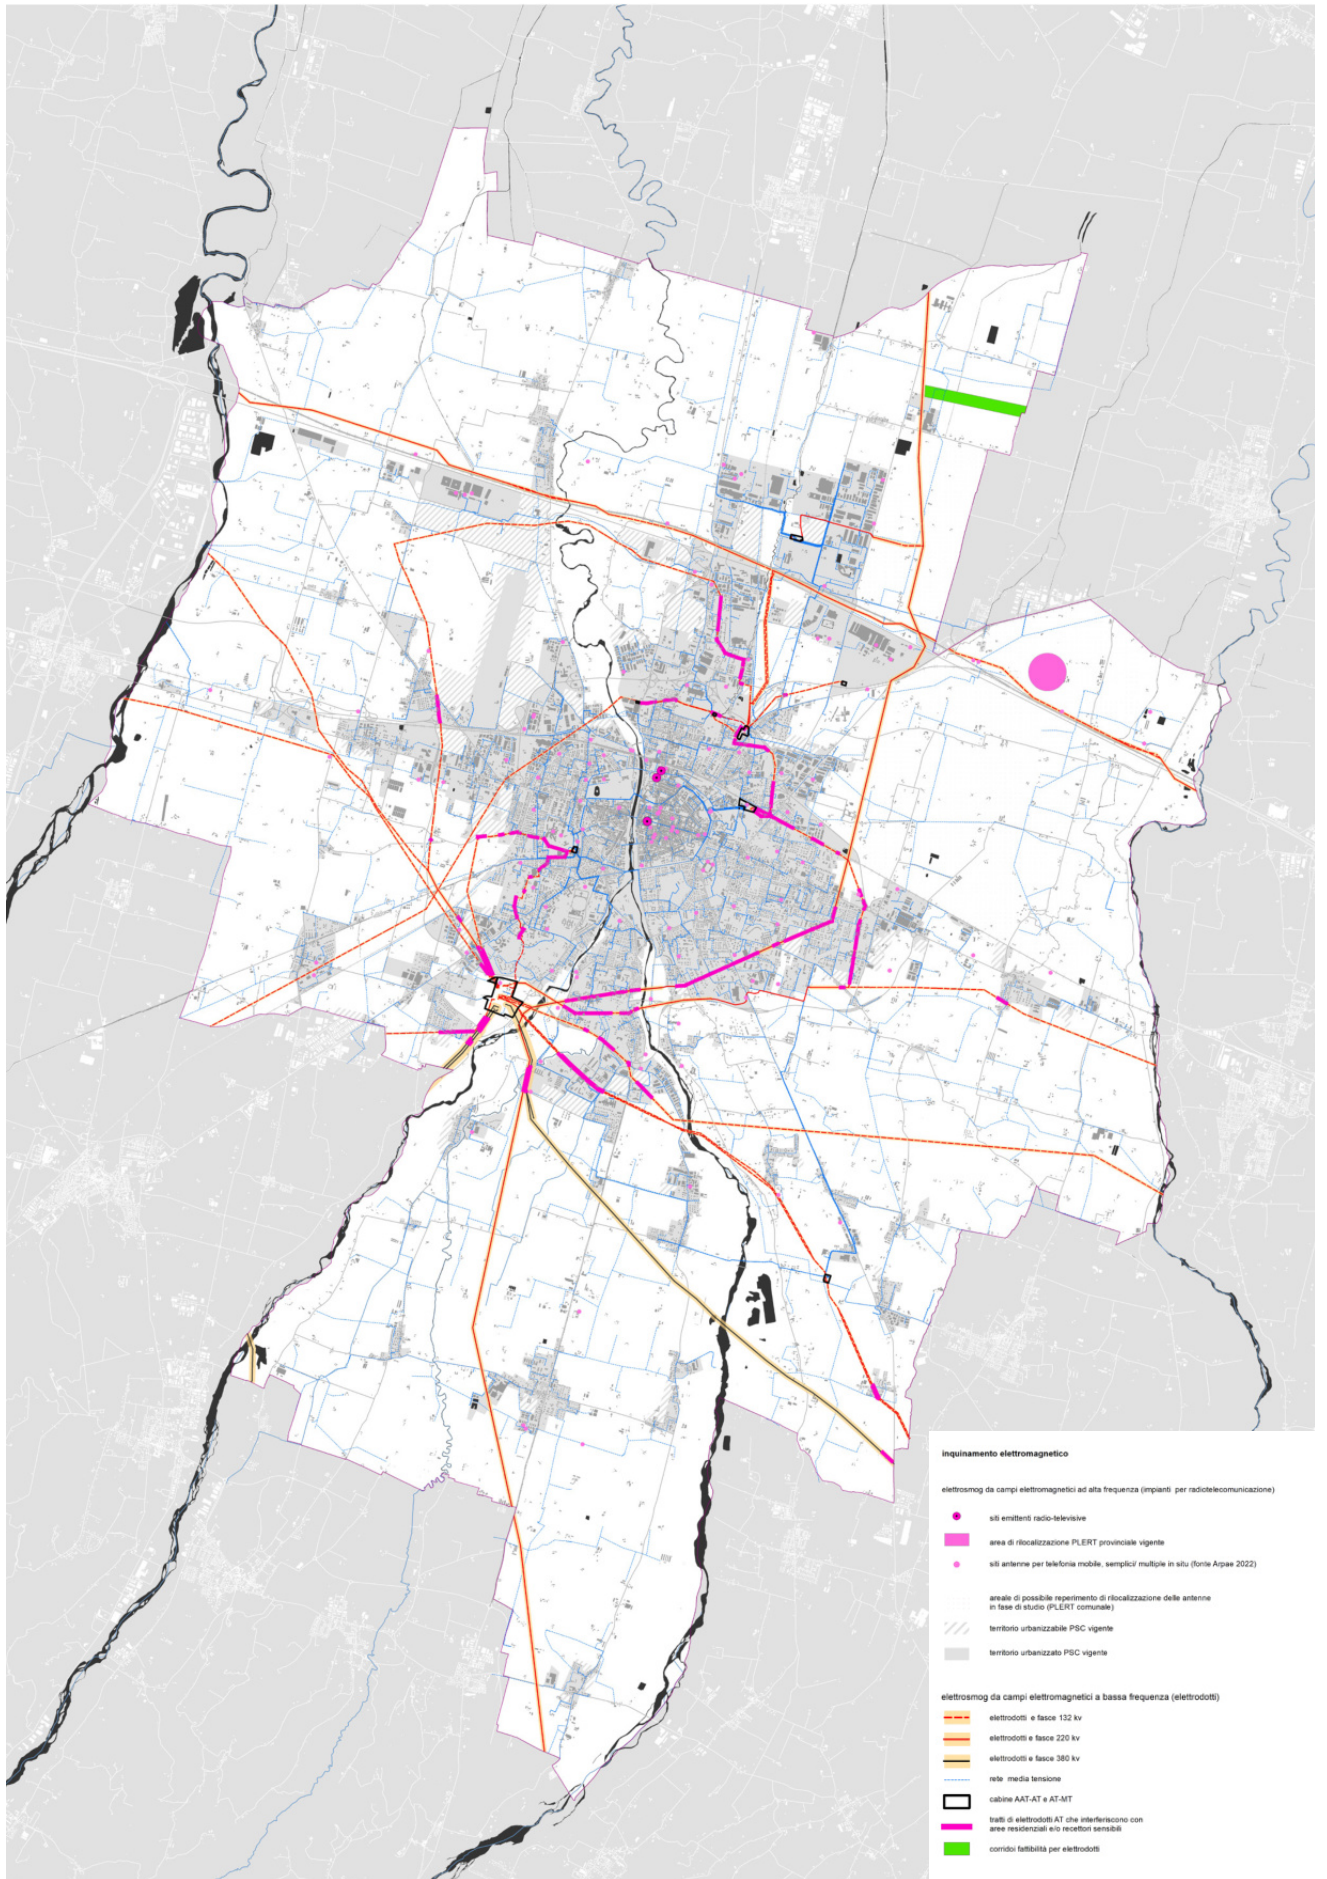 inquinamento elettromagnetico
elettrosmog da campi elettromagnetici ad alta frequenza (impianti per radiotelecomunicazione)
siti emittenti radio-televisive
area di rilocalizzazione PLERT provinciale vigente
siti antenne per telefonia mobile, semplici/ multiple in situ (fonte Arpae 2022)
areale di possibile reperimento di rilocalizzazione delle antenne
in fase di studio (PLERT comunale)
territorio urbanizzabile PSC vigente
territorio urbanizzato PSC vigente
elettrosmog da campi elettromagnetici a bassa frequenza (elettrodotti)
elettrodotti e fasce 132 kv
elettrodotti e fasce 220 kv
elettrodotti e fasce 380 kv
rete media tensione
cabine AAT-AT e AT-MT
tratti di elettrodotti AT che interferiscono con
aree residenziali e/o recettori sensibili
corridoi fattibilità per elettrodotti